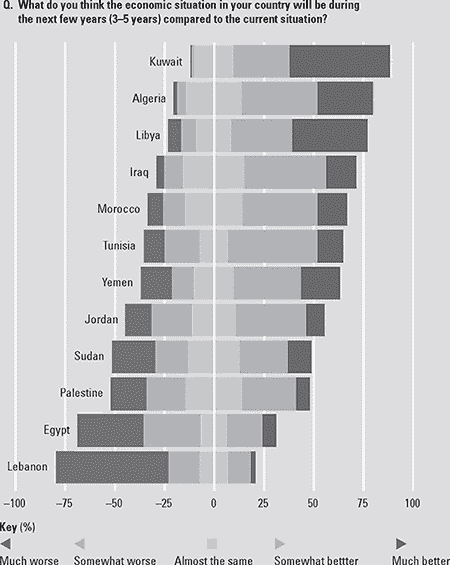 Q. What do you think the economic situation in your country will be during
the next few years (3–5 years) compared to the current situation?
Kuwait
Algeria
Libya
Iraq
Morocco
Tunisia
Yemen
Jordan
Sudan
Palestine
Egypt
Lebanon
–100 –75 –50 –25 0 25 50 75 100
Key (%)
Much worse Somewhat worse Almost the same Somewhat bettter Much better